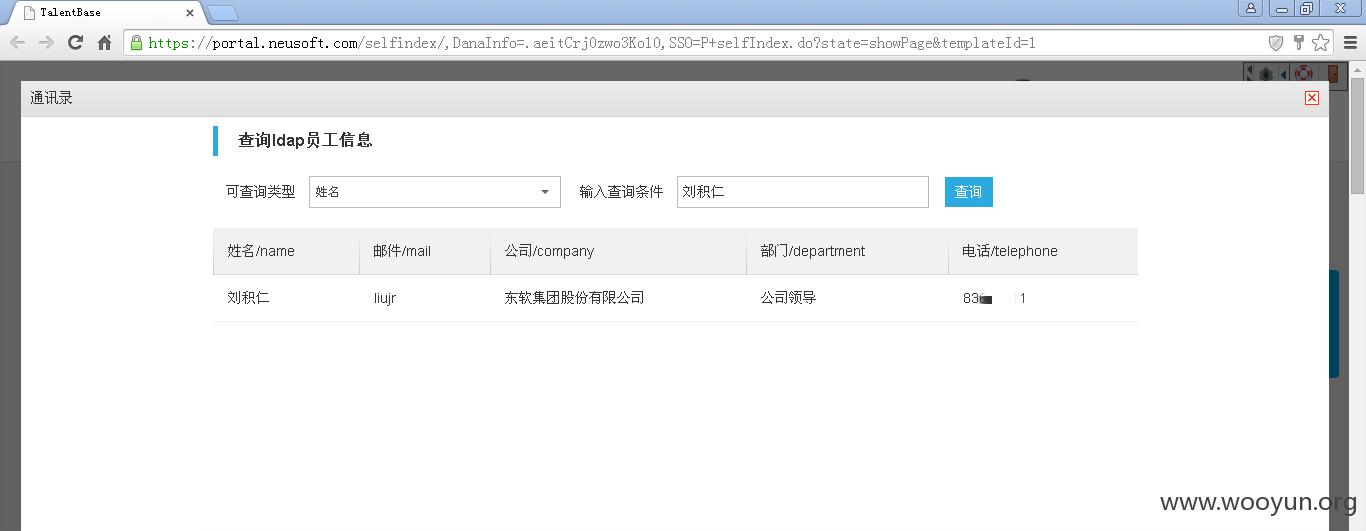 TalentBase
https://portal.neusoft.com/selfindex/,DanaInfo=.aeitCrj0zwo3Ko10,SSO=P+selfIndex.do?state=showPage&templateId=1
通讯录
查询ldap员工信息
可查询类型 姓名 输入查询条件 刘积仁 查询
姓名/name 邮件/mail 公司/company 部门/department 电话/telephone
刘积仁 liujr 东软集团股份有限公司 公司领导 83 1
www.wooyun.org